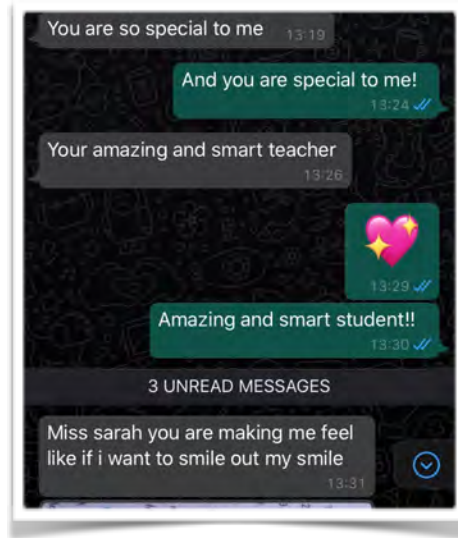 You are so special to me 13:19
And you are special to me!
13:24
Your amazing and smart teacher
13:26
13:29
Amazing and smart student!!
13:30
3 UNREAD MESSAGES
Miss sarah you are making me feel
like if i want to smile out my smile
13:31